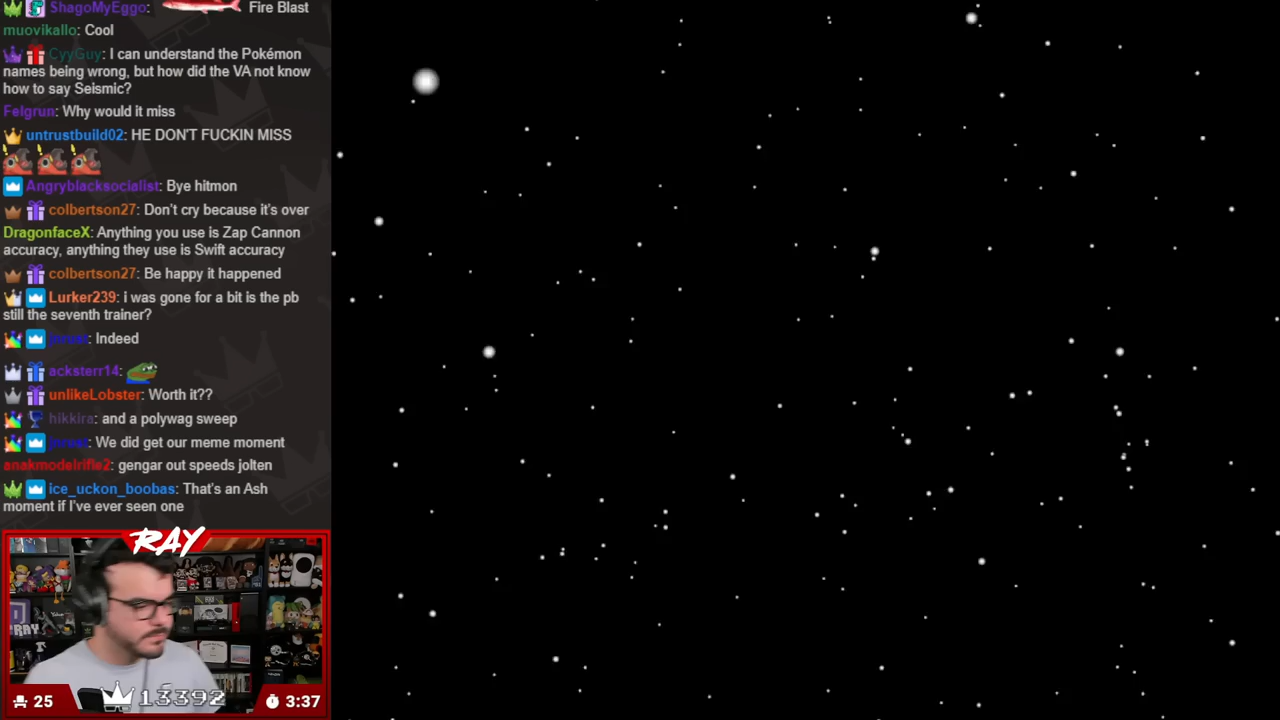 ShagoMyEggo: Fire Blast
muovikallo: Cool
CyyGuy: I can understand the Pokémon
names being wrong, but how did the VA not know
how to say Seismic?
Felgrun: Why would it miss
untrustbuild02: HE DON'T FUCKIN MISS
Angryblacksocialist: Bye hitmon
colbertson27: Don't cry because it's over
DragonfaceX: Anything you use is Zap Cannon
accuracy, anything they use is Swift accuracy
colbertson27: Be happy it happened
Lurker239: i was gone for a bit is the pb
still the seventh trainer?
: Indeed
acksterr14:
unlikeLobster: Worth it??
hikkira: and a polywag sweep
: We did get our meme moment
anakmodelrifle2: gengar out speeds jolten
ice_uckon_boobas: That's an Ash
moment if I've ever seen one
RAY
25
13392
3:37